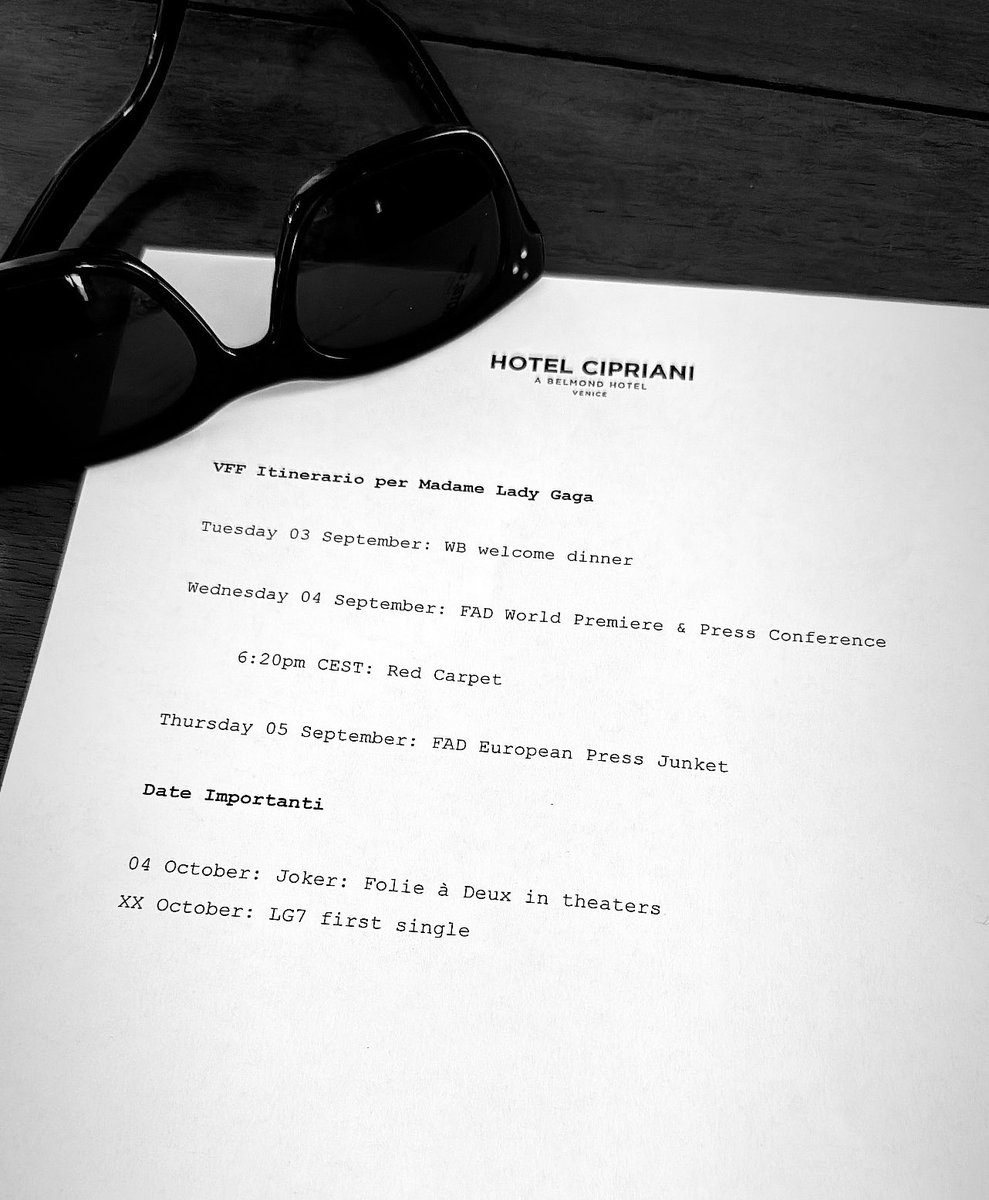 HOTEL CIPRIANI
A BELMOND HOTEL
VENICE
VFF Itinerario per Madame Lady Gaga
Tuesday 03 September: WB welcome dinner
Wednesday 04 September: FAD World Premiere & Press Conference
6:20pm CEST: Red Carpet
Thursday 05 September: FAD European Press Junket
Date Importanti
04 October: Joker: Folie à Deux in theaters
XX October: LG7 first single